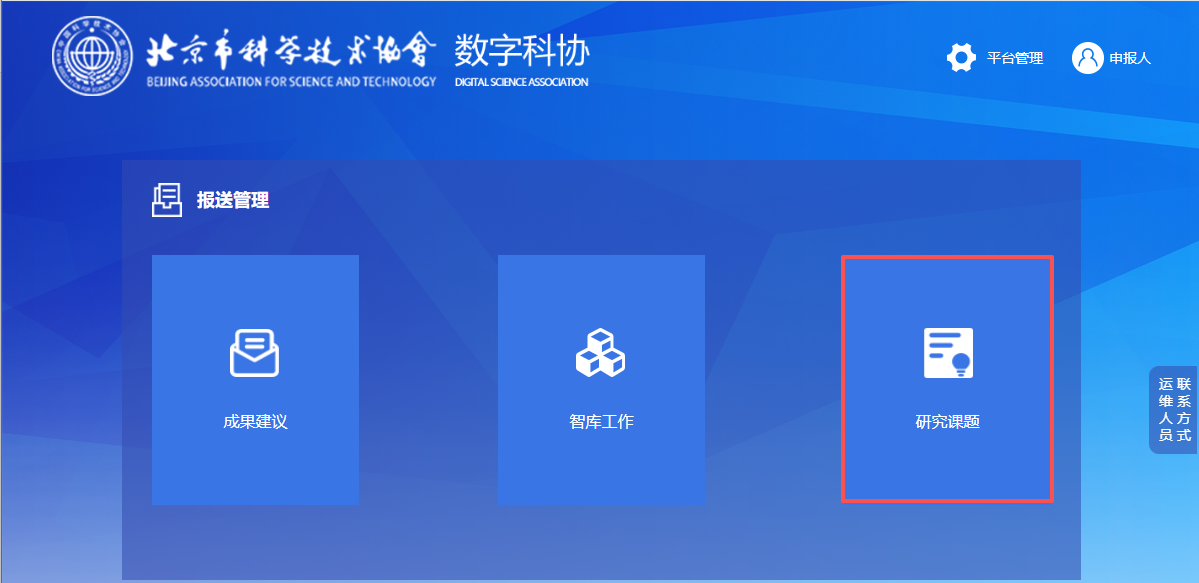 北京市科学技术协會
BEIJING ASSOCIATION FOR SCIENCE AND TECHNOLOGY
数字科协
DIGITAL SCIENCE ASSOCIATION
平台管理
申报人
报送管理
成果建议
智库工作
研究课题
联系方式
运维人员